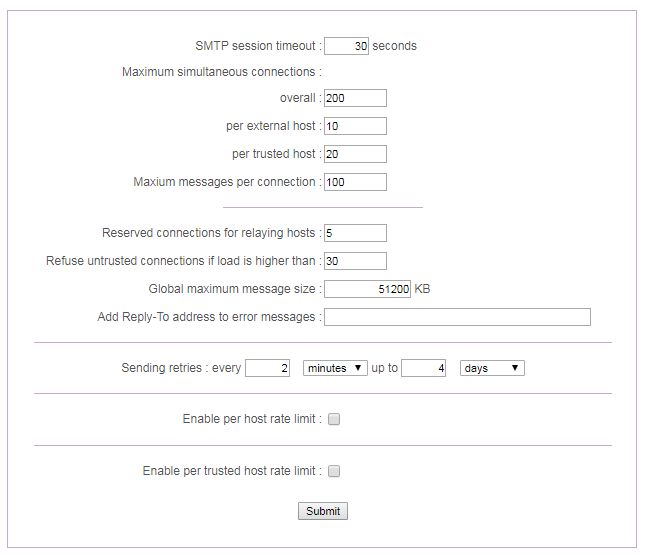 SMTP session timeout : 30 seconds
Maximum simultaneous connections :
overall : 200
per external host : 10
per trusted host : 20
Maxium messages per connection : 100
Reserved connections for relaying hosts : 5
Refuse untrusted connections if load is higher than : 30
Global maximum message size : 51200 KB
Add Reply-To address to error messages :
Sending retries : every 2 minutes up to 4 days
Enable per host rate limit :
Enable per trusted host rate limit :
Submit